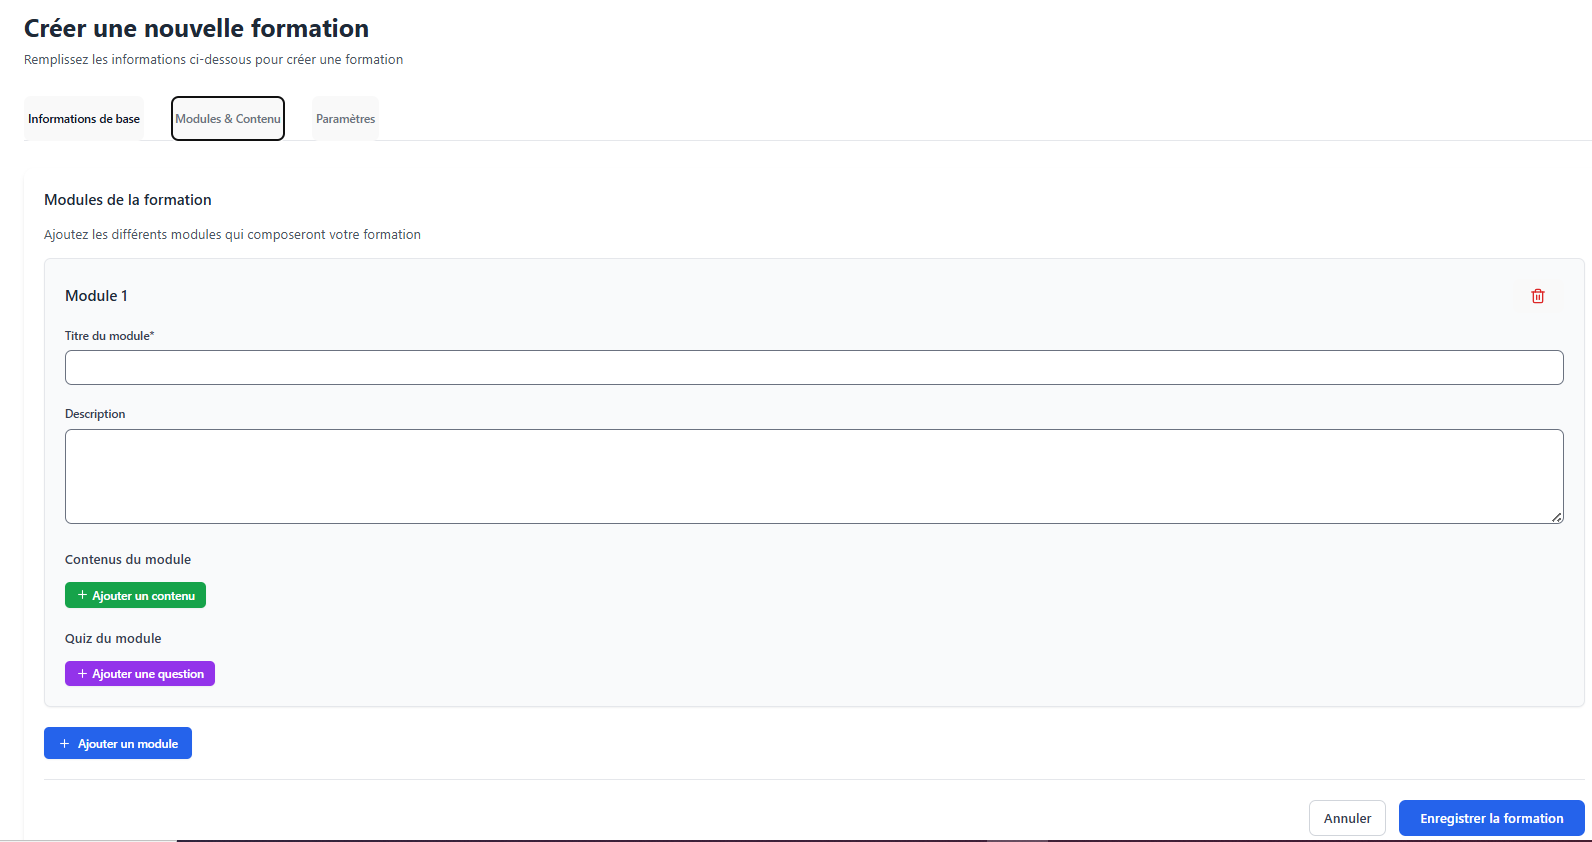 Créer une nouvelle formation
Remplissez les informations ci-dessous pour créer une formation
Informations de base
Modules & Contenu
Paramètres
Modules de la formation
Ajoutez les différents modules qui composeront votre formation
Module 1
Titre du module*
Description
Contenus du module
+ Ajouter un contenu
Quiz du module
+ Ajouter une question
+ Ajouter un module
Annuler
Enregistrer la formation